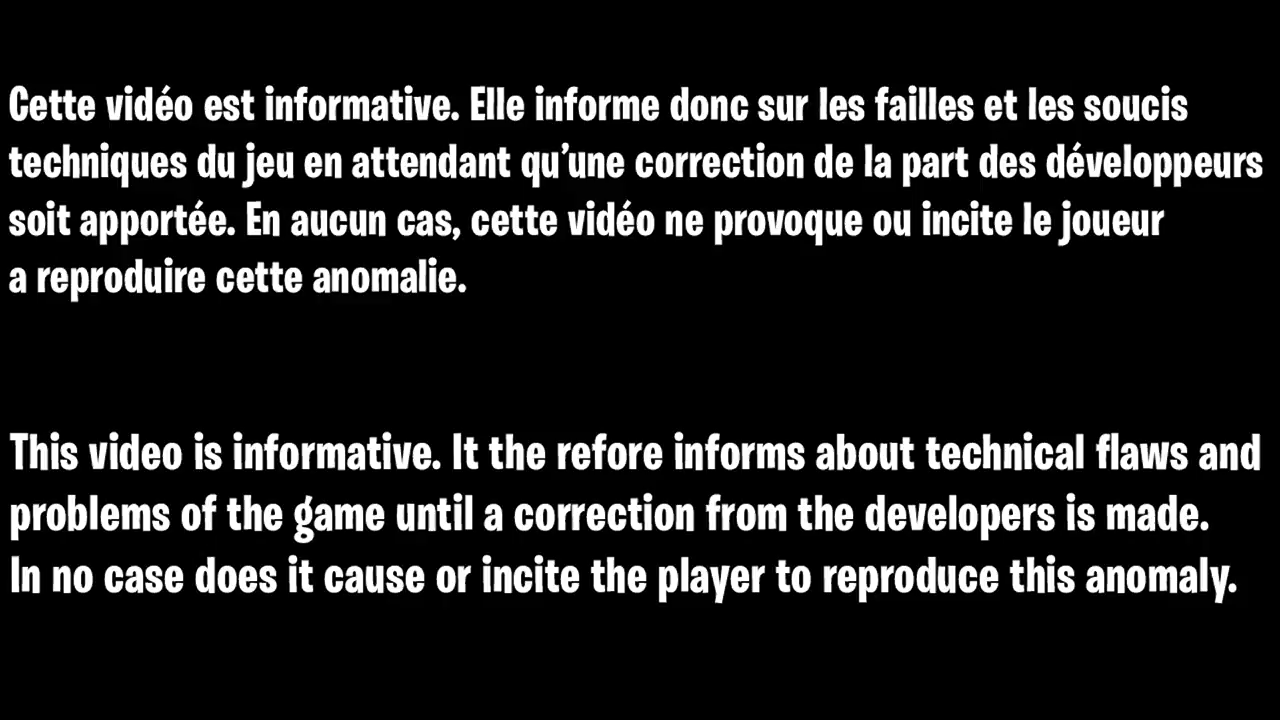 Cette vidéo est informative. Elle informe donc sur les failles et les soucis
techniques du jeu en attendant qu’une correction de la part des développeurs
soit apportée. En aucun cas, cette vidéo ne provoque ou incite le joueur
a reproduire cette anomalie.
This video is informative. It the refore informs about technical flaws and
problems of the game until a correction from the developers is made.
In no case does it cause or incite the player to reproduce this anomaly.